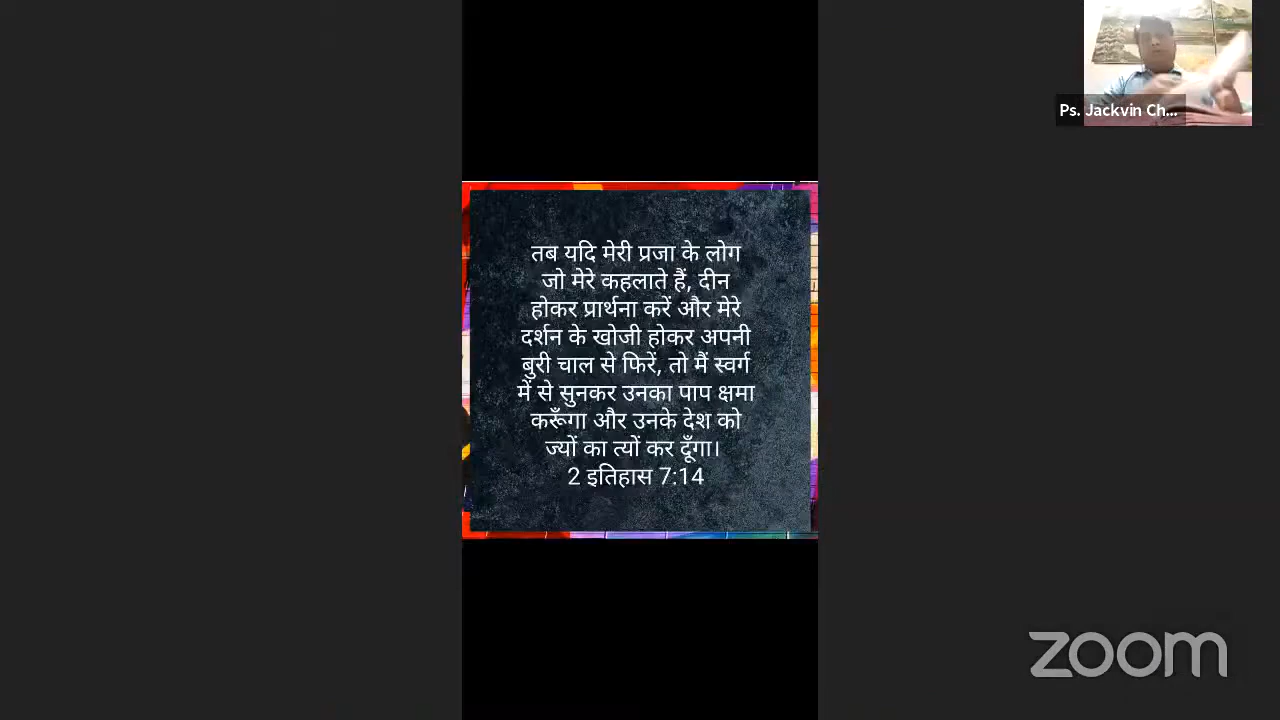 Ps. Jackvin Ch...
तब यदि मेरी प्रजा के लोग
जो मेरे कहलाते हैं, दीन
होकर प्रार्थना करें और मेरे
दर्शन के खोजी होकर अपनी
बुरी चाल से फिरें, तो मैं स्वर्ग
में से सुनकर उनका पाप क्षमा
करूँगा और उनके देश को
ज्यों का त्यों कर दूँगा।
2 इतिहास 7:14
zoom